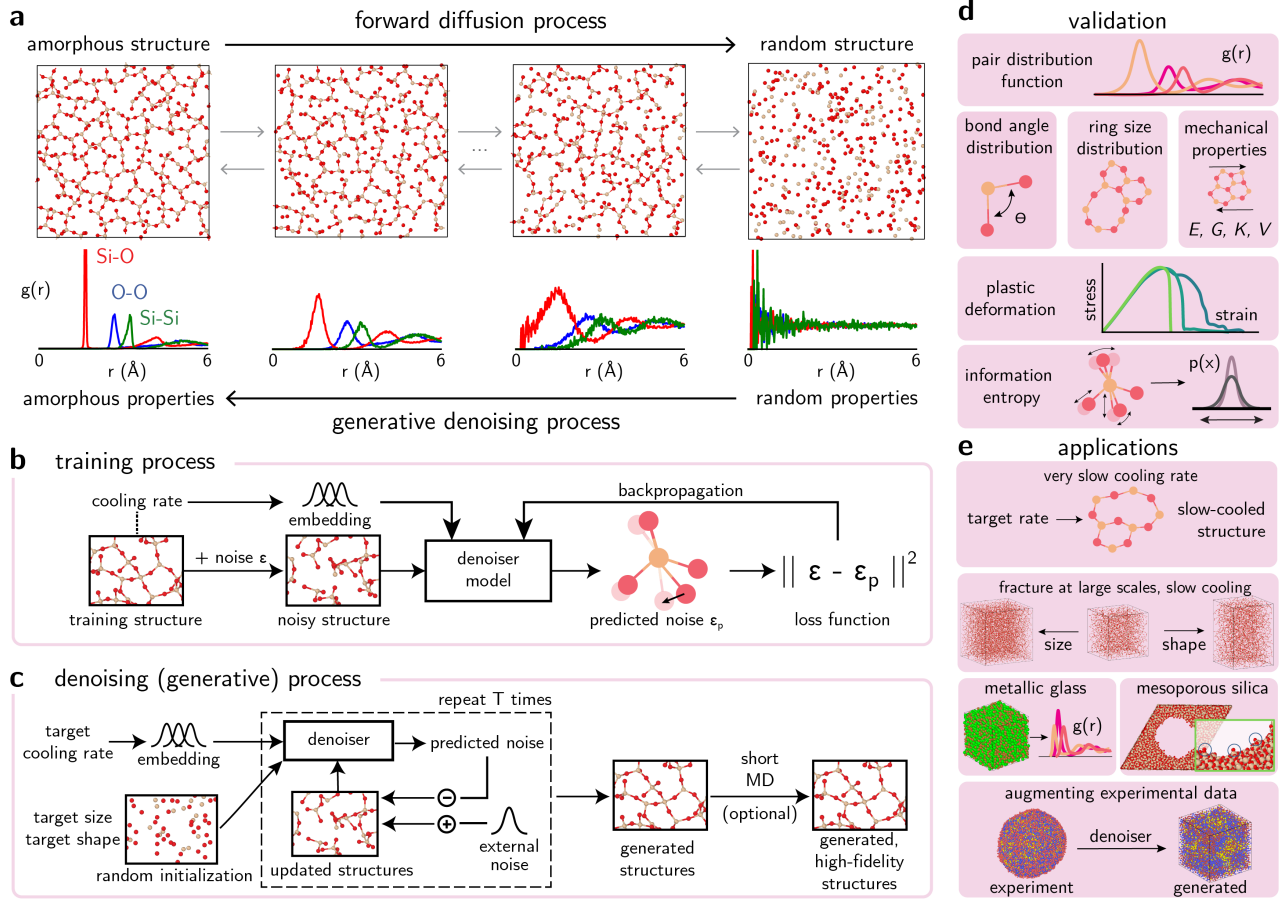 a
forward diffusion process
amorphous structure
random structure
...
Si-O
g(r)
O-O
Si-Si
0
6
r (Å)
0
6
r (Å)
0
6
r (Å)
0
6
r (Å)
amorphous properties
random properties
generative denoising process
b
training process
cooling rate
embedding
backpropagation
+ noise ε
denoiser
model
|| ε - εp ||2
training structure
noisy structure
predicted noise εp
loss function
c
denoising (generative) process
repeat T times
target
cooling rate
embedding
denoiser
predicted noise
target size
target shape
random initialization
−
+
external
noise
updated structures
generated
structures
short
MD
(optional)
generated,
high-fidelity
structures
d
validation
pair distribution
function
g(r)
bond angle
distribution
Θ
ring size
distribution
mechanical
properties
E, G, K, V
plastic
deformation
stress
strain
information
entropy
p(x)
e
applications
very slow cooling rate
target rate
slow-cooled
structure
fracture at large scales, slow cooling
size
shape
metallic glass
g(r)
mesoporous silica
augmenting experimental data
denoiser
experiment
generated